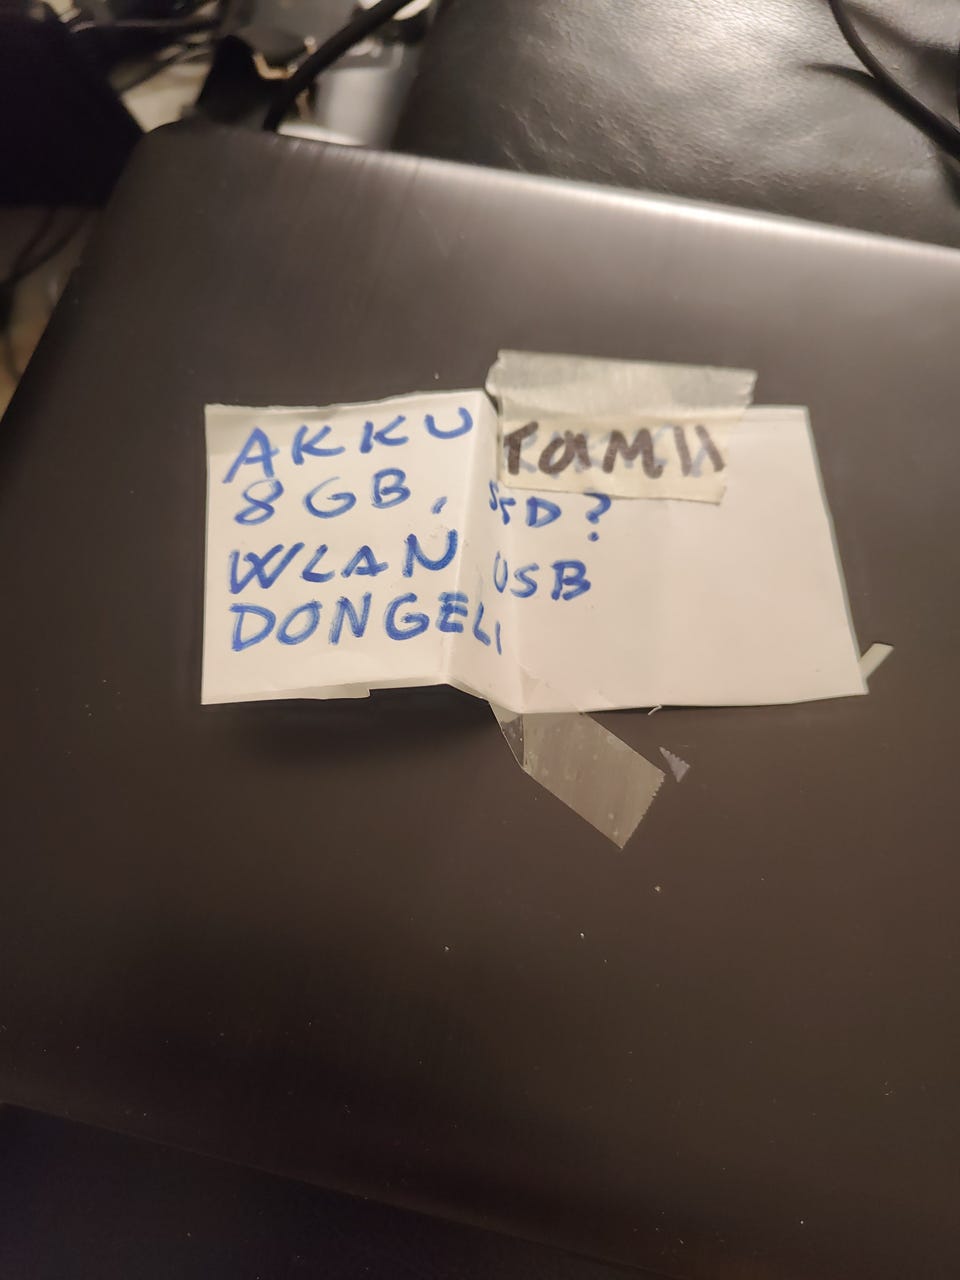 AKKU
8GB, SSD?
WLAN USB
DONGEL